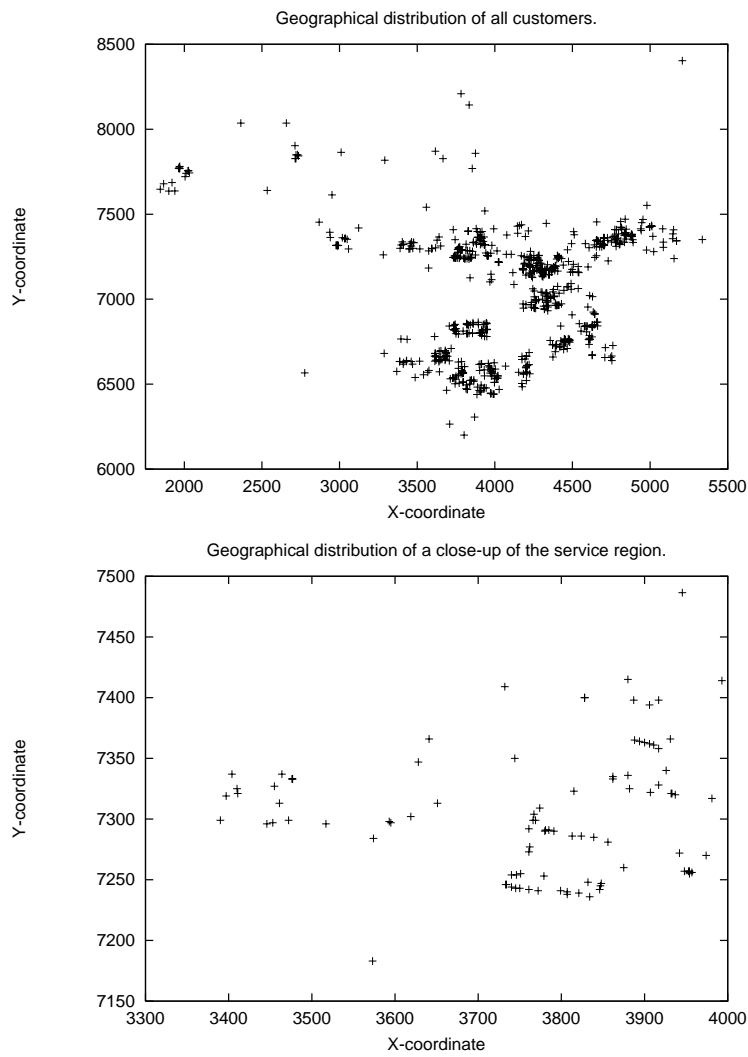 Geographical distribution of all customers.
8500
8000
7500
Y-coordinate
7000
6500
6000
2000 2500 3000 3500 4000 4500 5000 5500
X-coordinate
Geographical distribution of a close-up of the service region.
7500
7450
7400
7350
Y-coordinate
7300
7250
7200
7150
3300 3400 3500 3600 3700 3800 3900 4000
X-coordinate